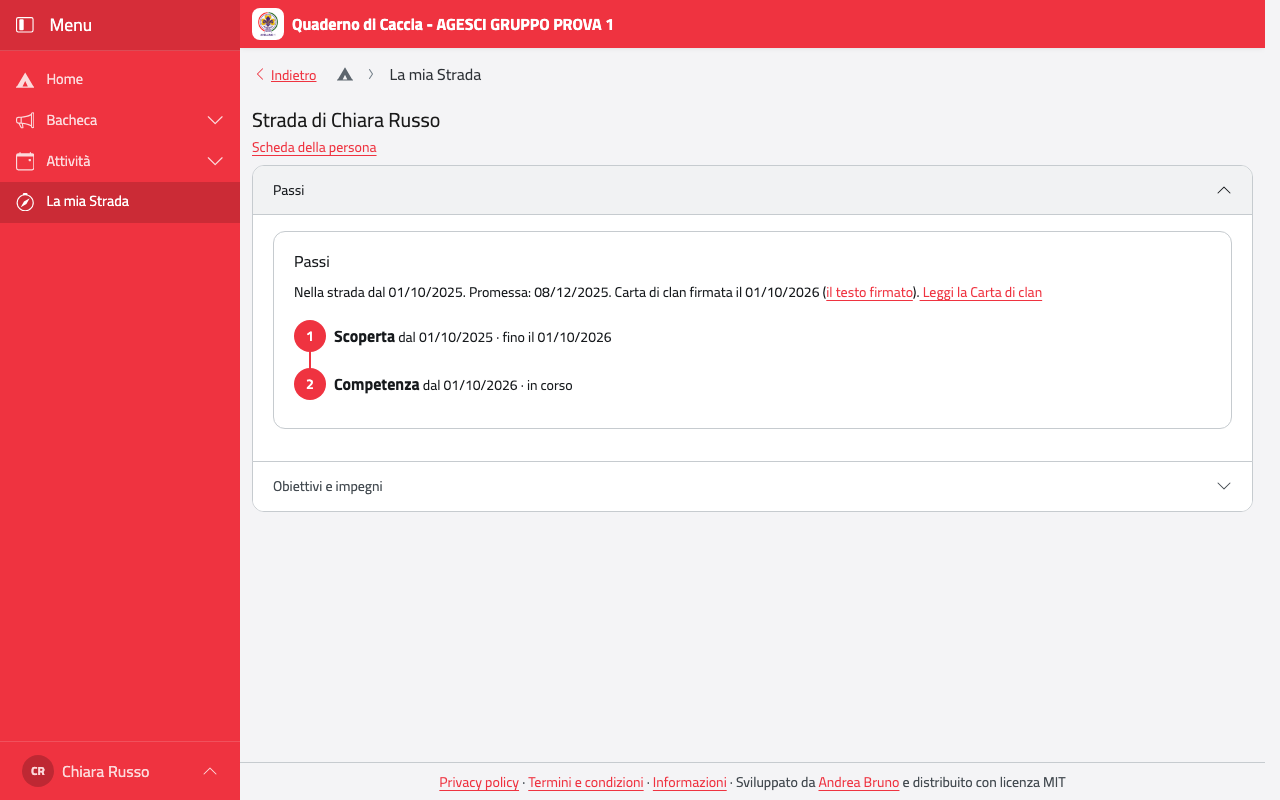 Menu
Quaderno di Caccia - AGESCI GRUPPO PROVA 1
Home
Bacheca
Attività
La mia Strada
Indietro
La mia Strada
Strada di Chiara Russo
Scheda della persona
Passi
Passi
Nella strada dal 01/10/2025. Promessa: 08/12/2025. Carta di clan firmata il 01/10/2026 (il testo firmato). Leggi la Carta di clan
1 Scoperta dal 01/10/2025 · fino il 01/10/2026
2 Competenza dal 01/10/2026 · in corso
Obiettivi e impegni
CR Chiara Russo
Privacy policy · Termini e condizioni · Informazioni · Sviluppato da Andrea Bruno e distribuito con licenza MIT